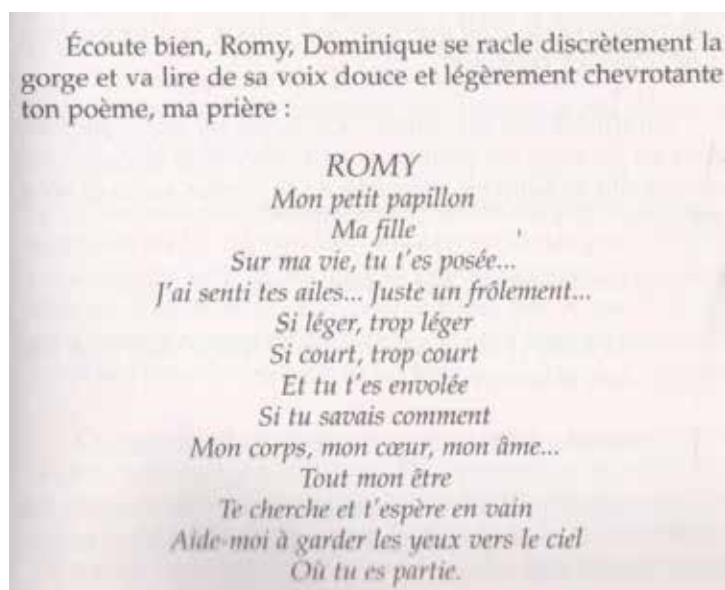 Écoute bien, Romy, Dominique se racle discrètement la
gorge et va lire de sa voix douce et légèrement chevrotante
ton poème, ma prière :
ROMY
Mon petit papillon
Ma fille
Sur ma vie, tu t'es posée...
J'ai senti tes ailes... Juste un frôlement...
Si léger, trop léger
Si court, trop court
Et tu t'es envolée
Si tu savais comment
Mon corps, mon cœur, mon âme...
Tout mon être
Te cherche et t'espère en vain
Aide-moi à garder les yeux vers le ciel
Où tu es partie.